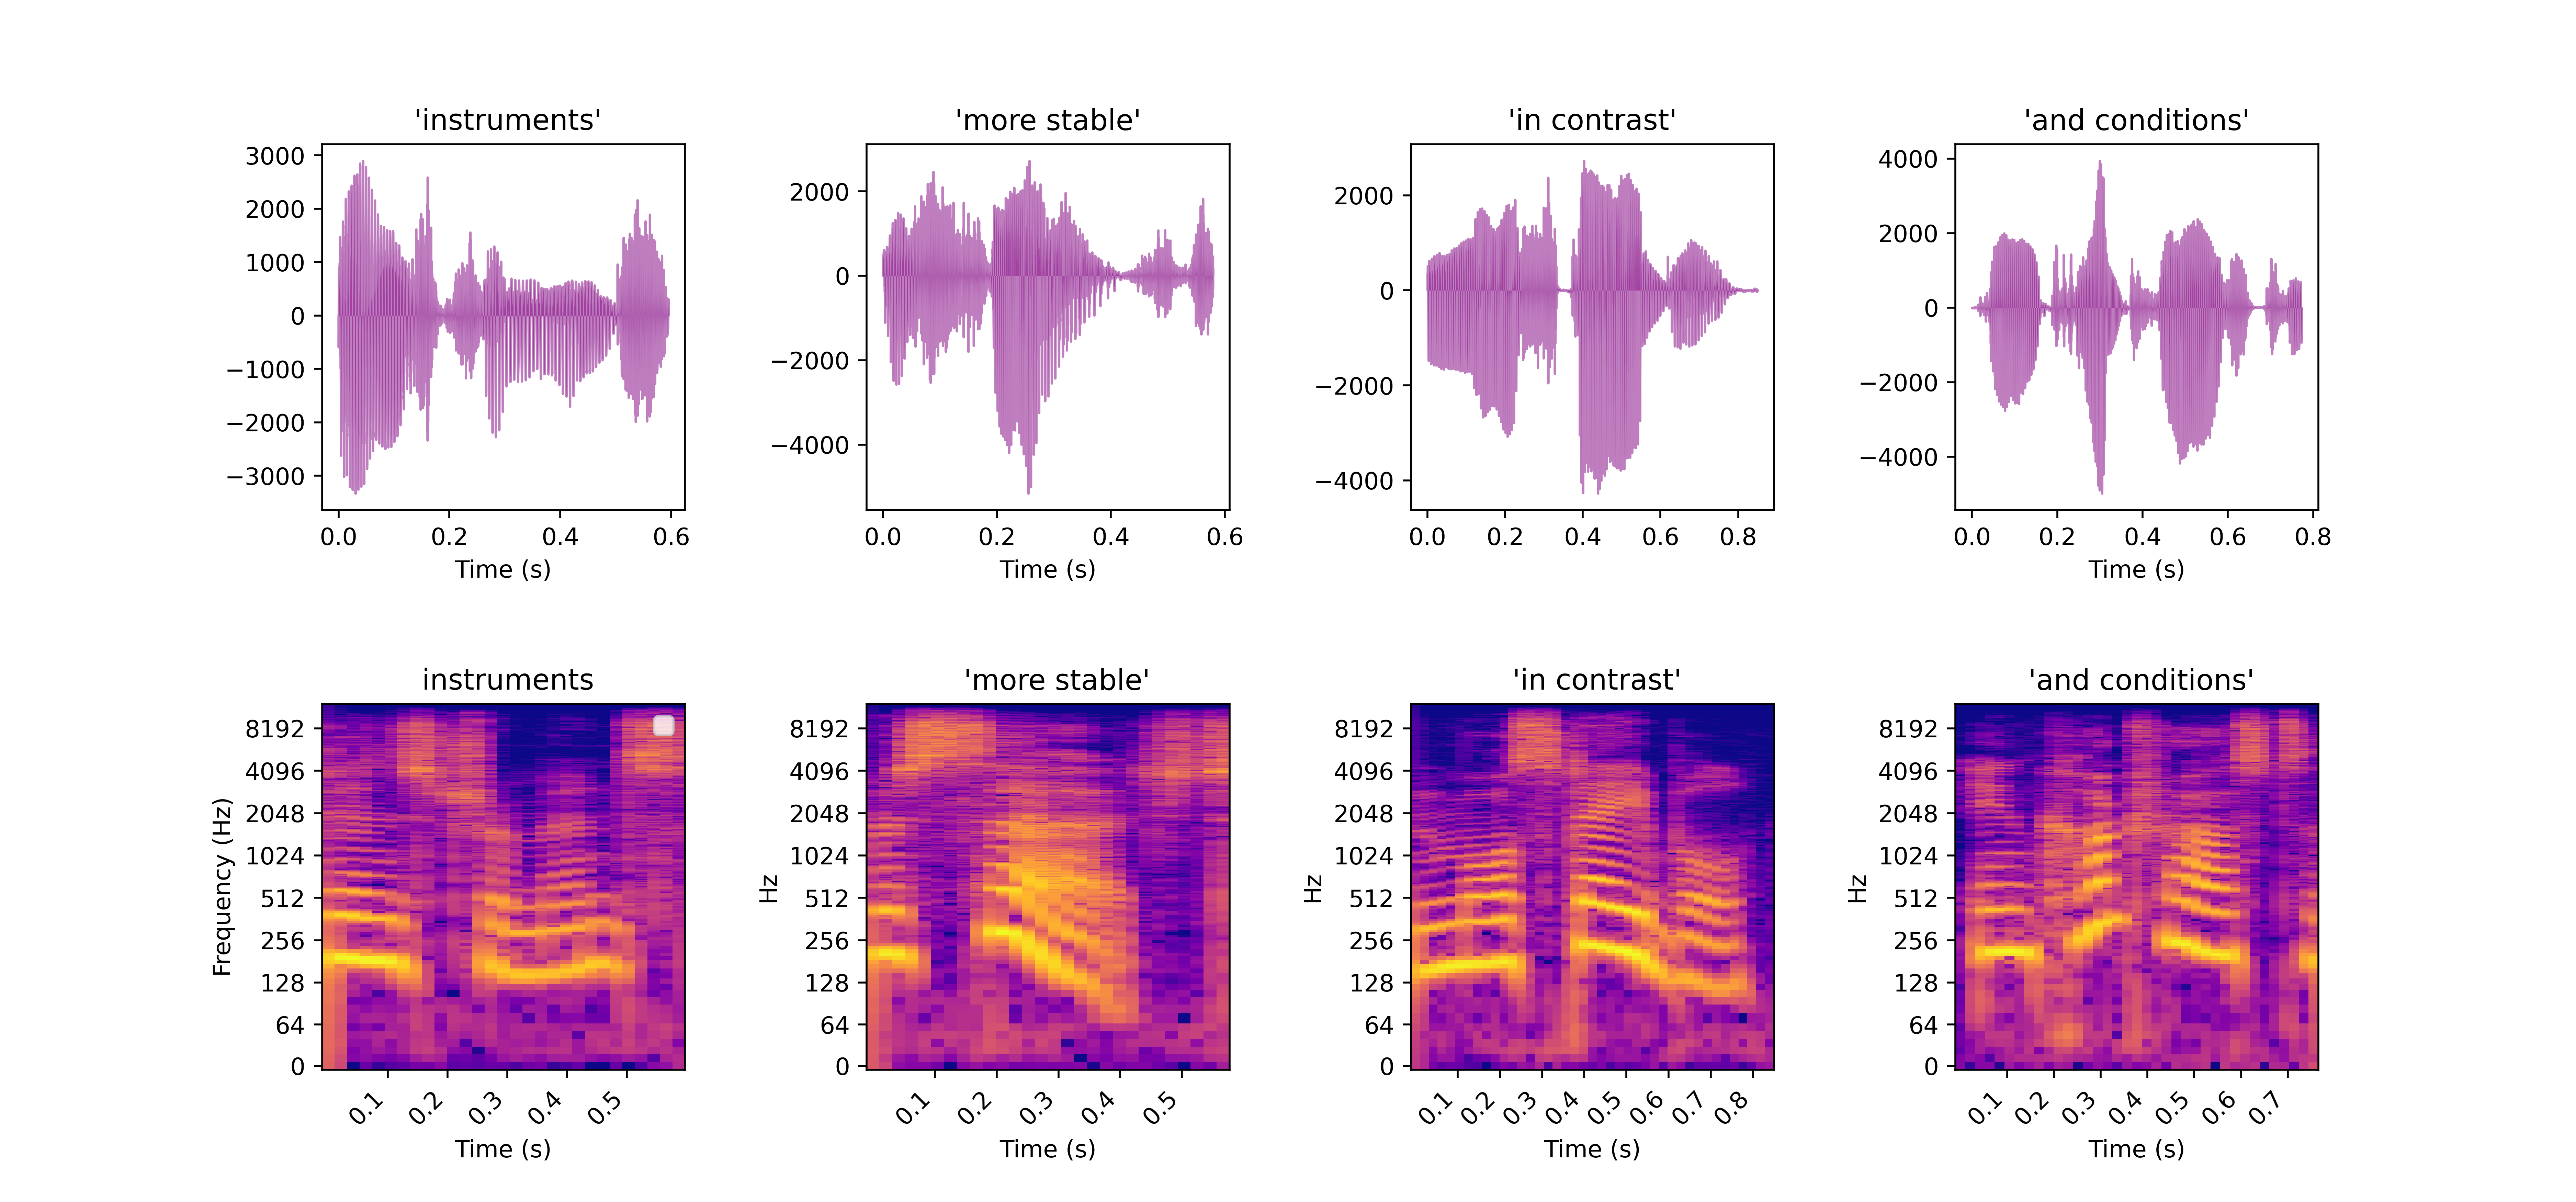 'instruments' 'more stable' 'in contrast' 'and conditions'
3000 2000 1000 0 −1000 −2000 −3000
0.0 0.2 0.4 0.6
Time (s)
2000 0 −2000 −4000
0.0 0.2 0.4 0.6
Time (s)
2000 0 −2000 −4000
0.0 0.2 0.4 0.6 0.8
4000 2000 0 −2000 −4000
0.0 0.2 0.4 0.6 0.8
Time (s)
instruments 'more stable' 'in contrast' 'and conditions'
Frequency (Hz)
8192 4096 2048 1024 512 256 128 64 0
0.1 0.2 0.3 0.4 0.5
Time (s)
Hz
8192 4096 2048 1024 512 256 128 64 0
0.1 0.2 0.3 0.4 0.5
Time (s)
Hz
8192 4096 2048 1024 512 256 128 64 0
0.1 0.2 0.3 0.4 0.5 0.6 0.7 0.8
Time (s)
Hz
8192 4096 2048 1024 512 256 128 64 0
0.1 0.2 0.3 0.4 0.5 0.6 0.7
Time (s)